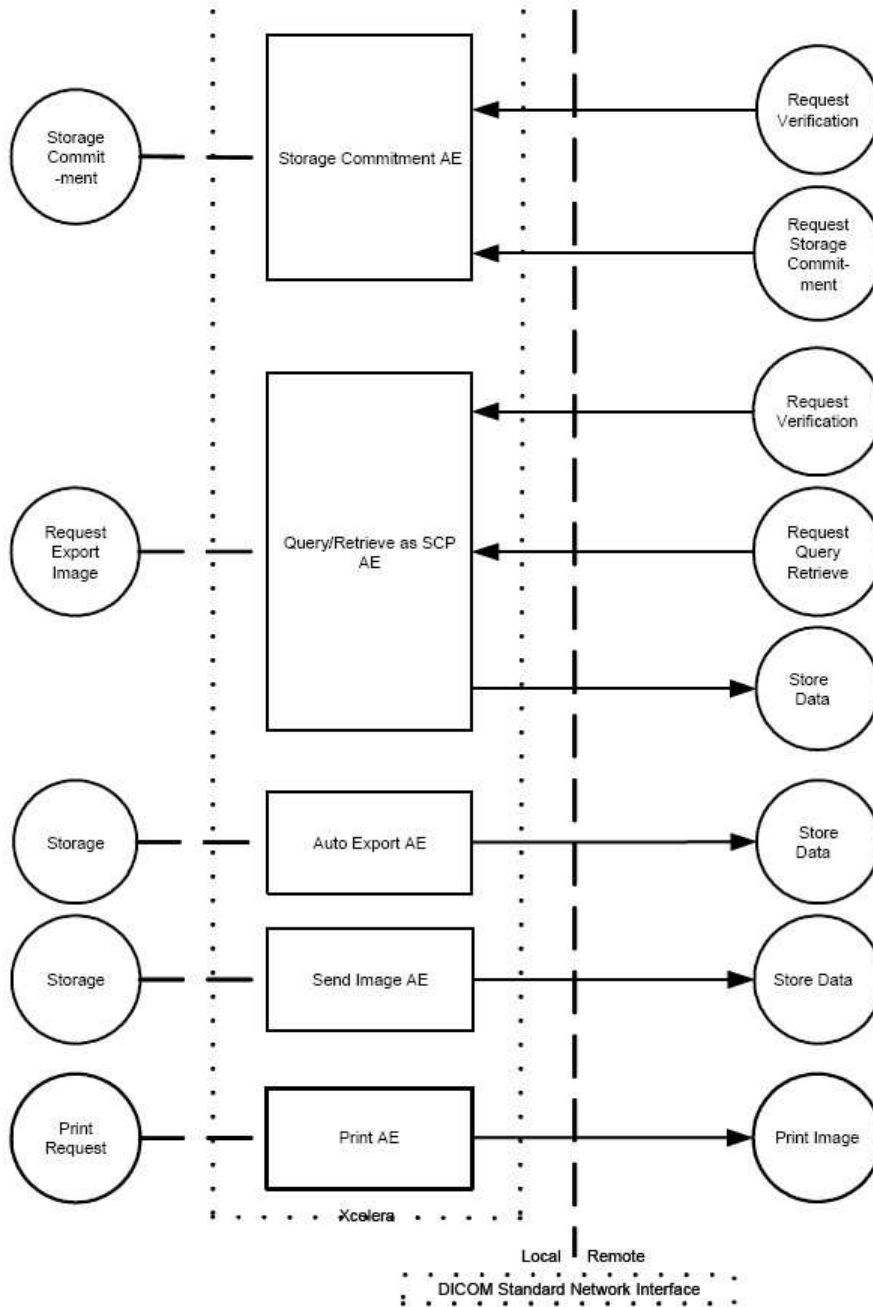 Storage
Commit
-ment
Storage Commitment AE
Request
Verification
Request
Storage
Commit-
ment
Request
Export
Image
Query/Retrieve as SCP
AE
Request
Verification
Request
Query
Retrieve
Store
Data
Storage
Auto Export AE
Store
Data
Storage
Send Image AE
Store Data
Print
Request
Print AE
Print Image
Xcelera
Local
Remote
DICOM Standard Network Interface